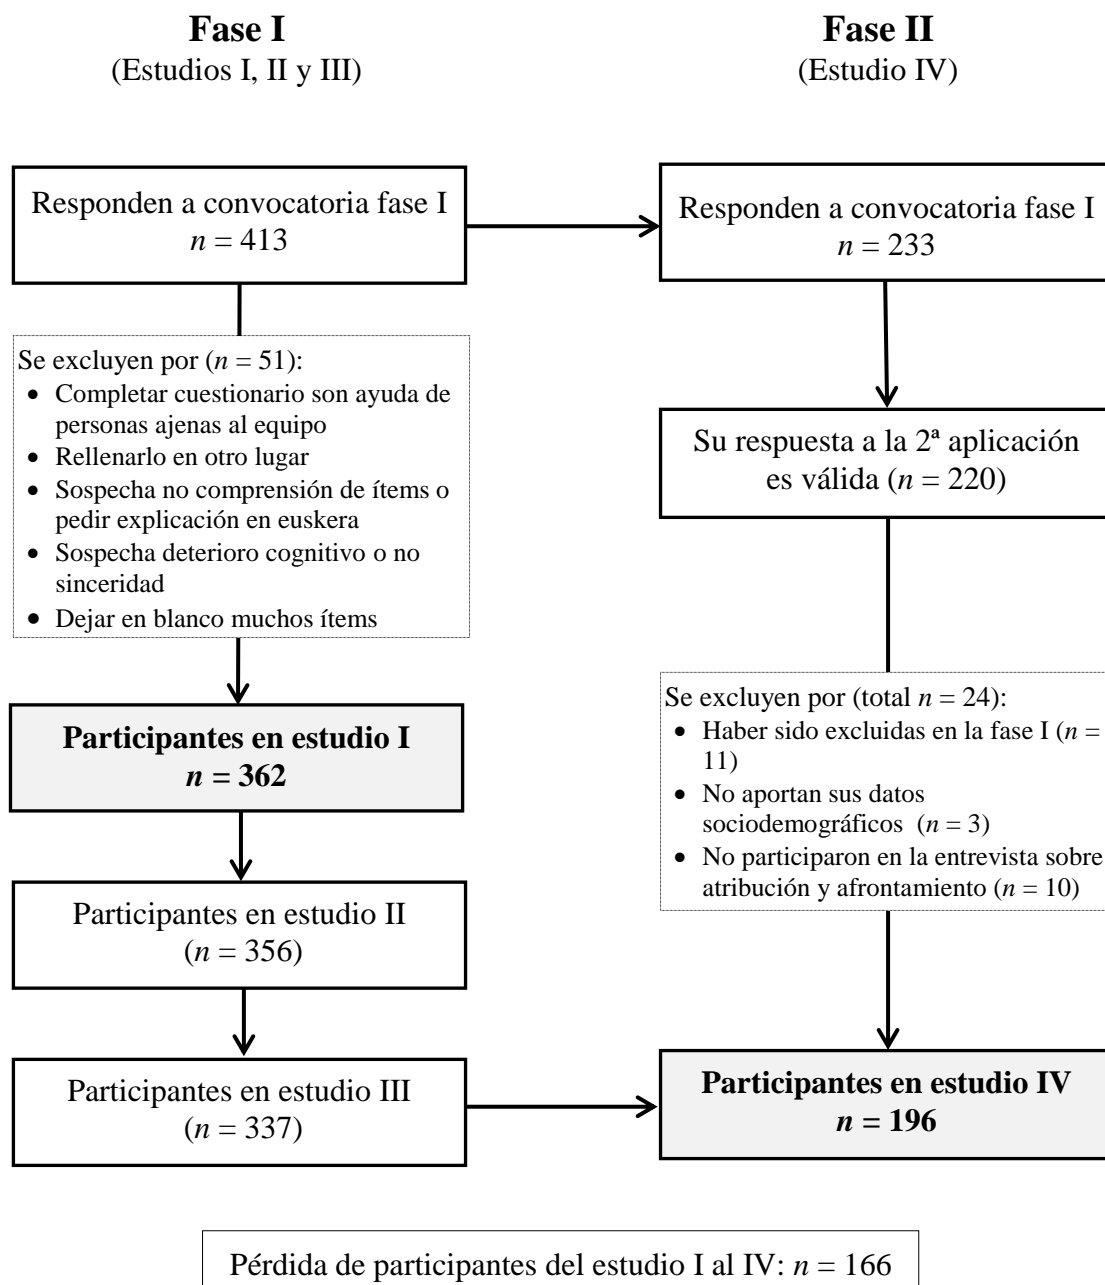 Fase I
(Estudios I, II y III)
Fase II
(Estudio IV)
Responden a convocatoria fase I
n = 413
Responden a convocatoria fase I
n = 233
Se excluyen por (n = 51):
• Completar cuestionario son ayuda de
personas ajenas al equipo
• Rellenarlo en otro lugar
• Sospecha no comprensión de ítems o
pedir explicación en euskera
• Sospecha deterioro cognitivo o no
sinceridad
• Dejar en blanco muchos ítems
Su respuesta a la 2ª aplicación
es válida (n = 220)
Participantes en estudio I
n = 362
Se excluyen por (total n = 24):
• Haber sido excluidas en la fase I (n =
11)
• No aportan sus datos
sociodemográficos (n = 3)
• No participaron en la entrevista sobre
atribución y afrontamiento (n = 10)
Participantes en estudio II
(n = 356)
Participantes en estudio III
(n = 337)
Participantes en estudio IV
n = 196
Pérdida de participantes del estudio I al IV: n = 166